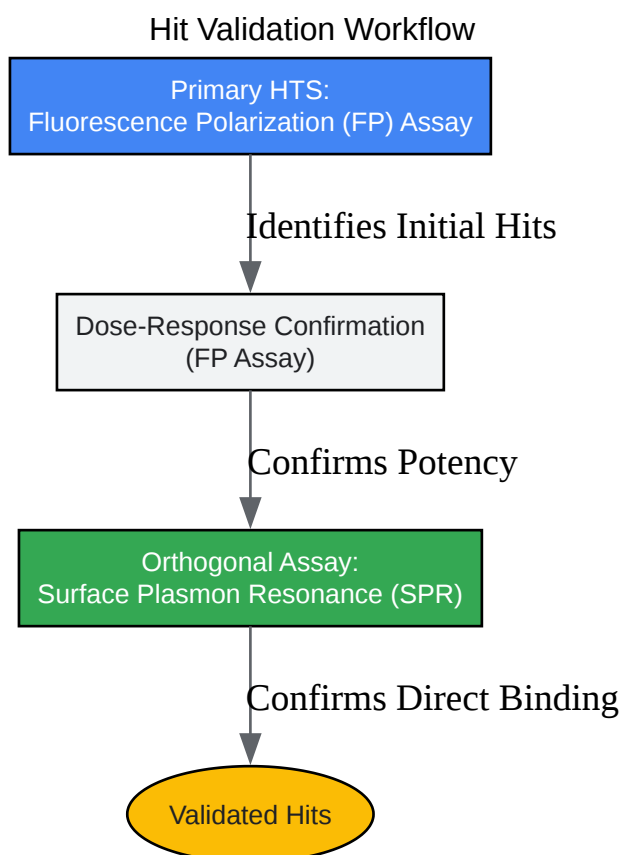 Hit Validation Workflow
Primary HTS:
Fluorescence Polarization (FP) Assay
Identifies Initial Hits
Dose-Response Confirmation
(FP Assay)
Confirms Potency
Orthogonal Assay:
Surface Plasmon Resonance (SPR)
Confirms Direct Binding
Validated Hits